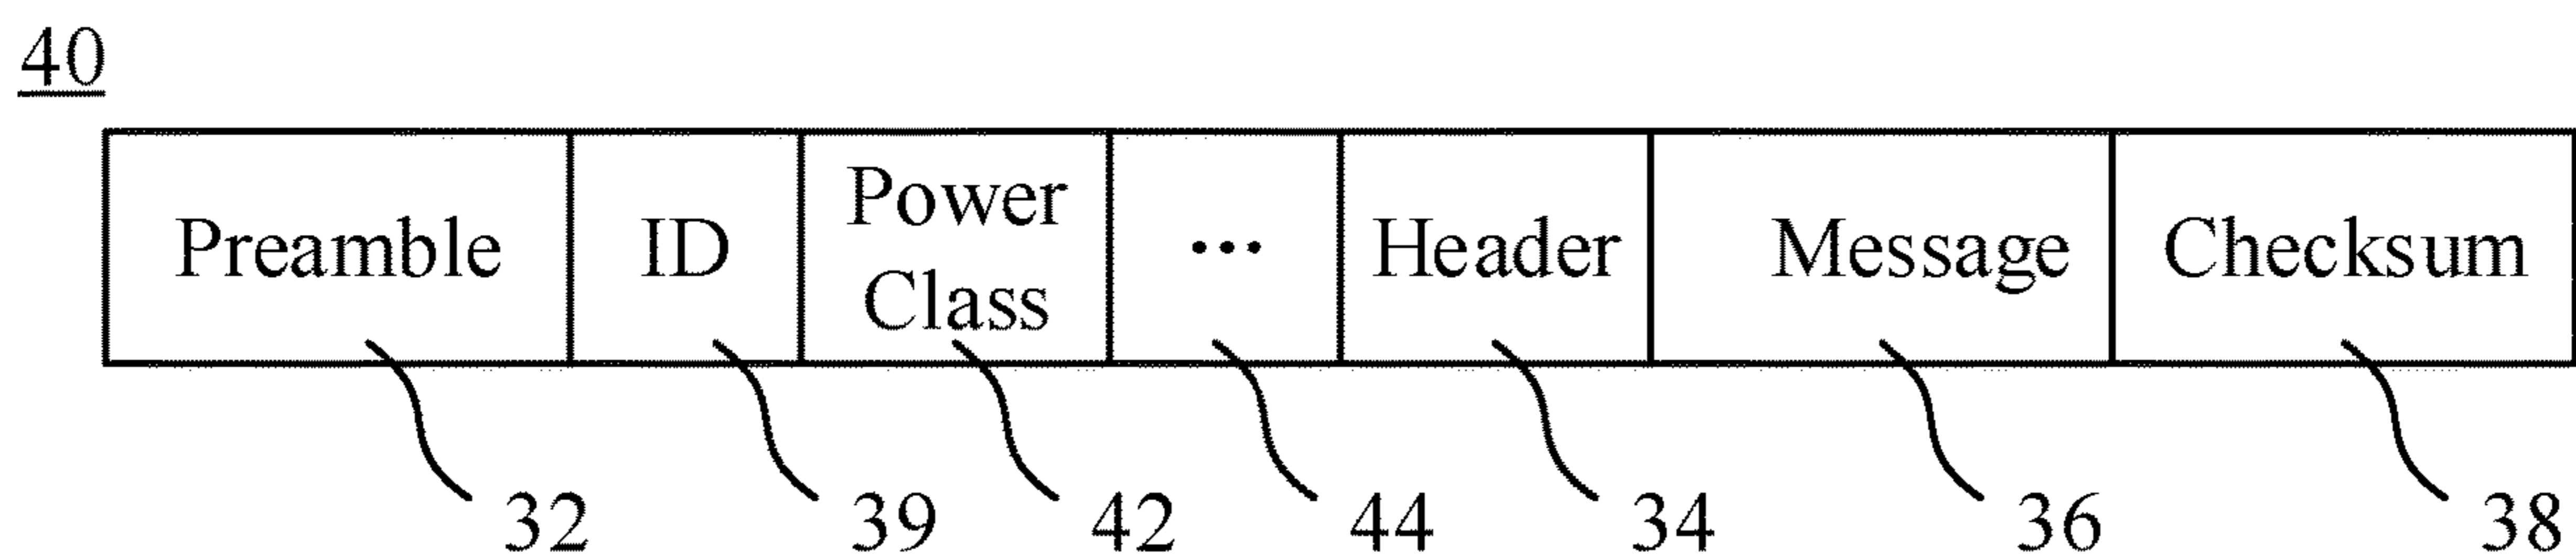 40
Preamble ID Power Class ... Header Message Checksum
32 39 42 44 34 36 38